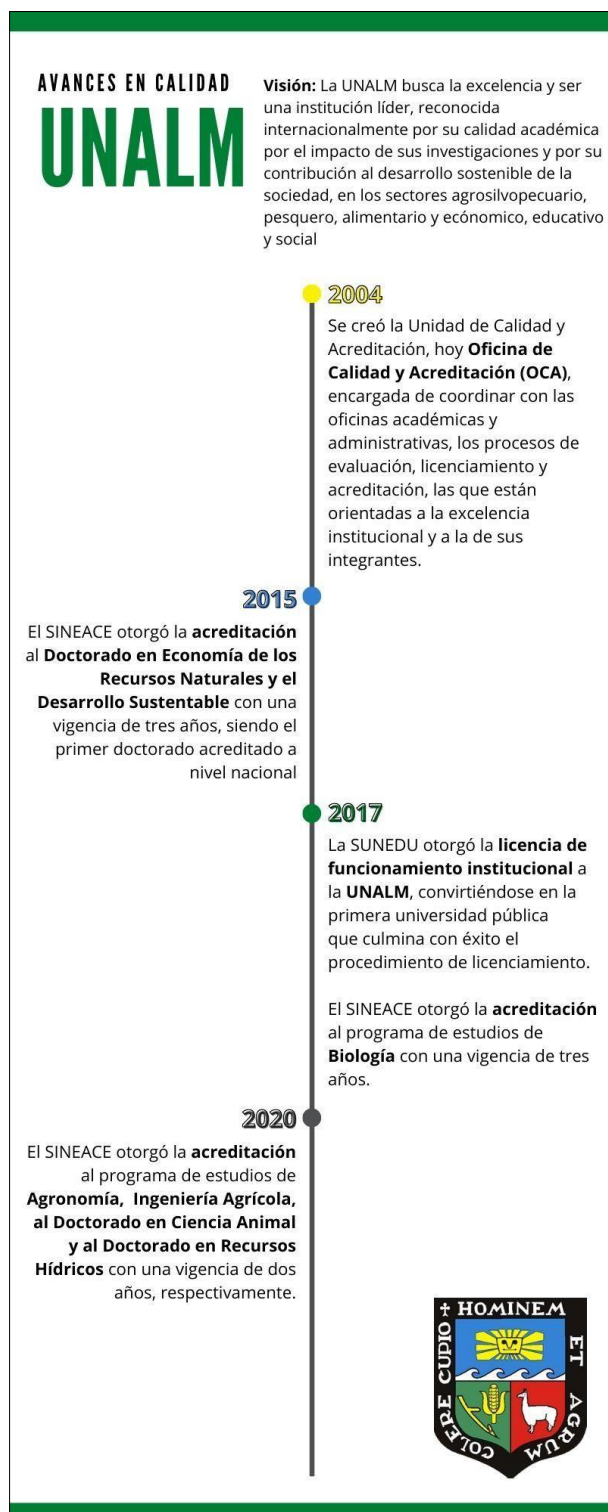 AVANCES EN CALIDAD
UNALM
Visión: La UNALM busca la excelencia y ser
una institución líder, reconocida
internacionalmente por su calidad académica
por el impacto de sus investigaciones y por su
contribución al desarrollo sostenible de la
sociedad, en los sectores agrosilvopecuario,
pesquero, alimentario y ecónomico, educativo
y social
2004
Se creó la Unidad de Calidad y
Acreditación, hoy Oficina de
Calidad y Acreditación (OCA),
encargada de coordinar con las
oficinas académicas y
administrativas, los procesos de
evaluación, licenciamiento y
acreditación, las que están
orientadas a la excelencia
institucional y a la de sus
integrantes.
2015
El SINEACE otorgó la acreditación
al Doctorado en Economía de los
Recursos Naturales y el
Desarrollo Sustentable con una
vigencia de tres años, siendo el
primer doctorado acreditado a
nivel nacional
2017
La SUNEDU otorgó la licencia de
funcionamiento institucional a
la UNALM, convirtiéndose en la
primera universidad pública
que culmina con éxito el
procedimiento de licenciamiento.
El SINEACE otorgó la acreditación
al programa de estudios de
Biología con una vigencia de tres
años.
2020
El SINEACE otorgó la acreditación
al programa de estudios de
Agronomía, Ingeniería Agrícola,
al Doctorado en Ciencia Animal
y al Doctorado en Recursos
Hídricos con una vigencia de dos
años, respectivamente.
COLERE CUPIO HOMINEM ET AGRUM